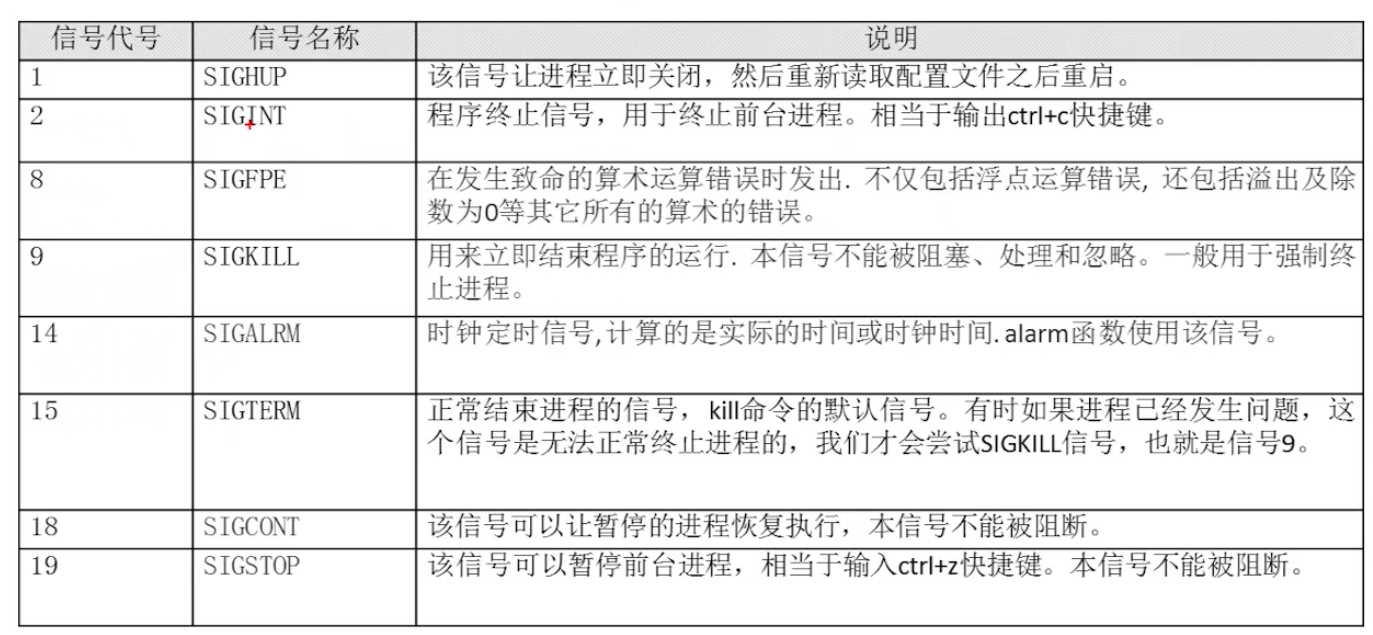 信号代号 信号名称 说明
1 SIGHUP 该信号让进程立即关闭，然后重新读取配置文件之后重启。
2 SIGINT 程序终止信号，用于终止前台进程。相当于输出ctrl+c快捷键。
8 SIGFPE 在发生致命的算术运算错误时发出. 不仅包括浮点运算错误, 还包括溢出及除
数为0等其它所有的算术的错误。
9 SIGKILL 用来立即结束程序的运行. 本信号不能被阻塞、处理和忽略。一般用于强制终
止进程。
14 SIGALRM 时钟定时信号, 计算的是实际的时间或时钟时间. alarm函数使用该信号。
15 SIGTERM 正常结束进程的信号，kill命令的默认信号。有时如果进程已经发生问题，这
个信号是无法正常终止进程的，我们才会尝试SIGKILL信号，也就是信号9。
18 SIGCONT 该信号可以让暂停的进程恢复执行，本信号不能被阻断。
19 SIGSTOP 该信号可以暂停前台进程，相当于输入ctrl+z快捷键。本信号不能被阻断。